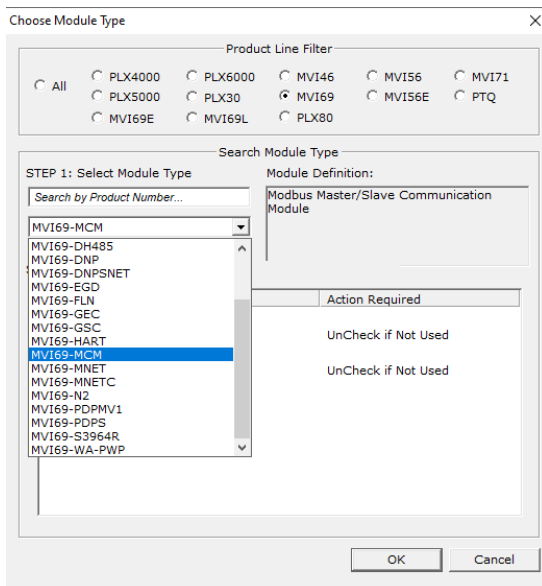 Choose Module Type
Product Line Filter
All
PLX4000 PLX6000 MVI46 MVI56 MVI71
PLX5000 PLX30 MVI69 MVI56E PTQ
MVI69E MVI69L PLX80
Search Module Type
STEP 1: Select Module Type
Module Definition:
Search by Product Number...
Modbus Master/Slave Communication
Module
MVI69-MCM
MVI69-DH485
MVI69-DNP
MVI69-DNPSNET
MVI69-EGD
MVI69-FLN
MVI69-GEC
MVI69-GSC
MVI69-HART
MVI69-MCM
MVI69-MNET
MVI69-MNETC
MVI69-N2
MVI69-PDPMV1
MVI69-PDPS
MVI69-S3964R
MVI69-WA-PWP
Action Required
UnCheck if Not Used
UnCheck if Not Used
OK
Cancel